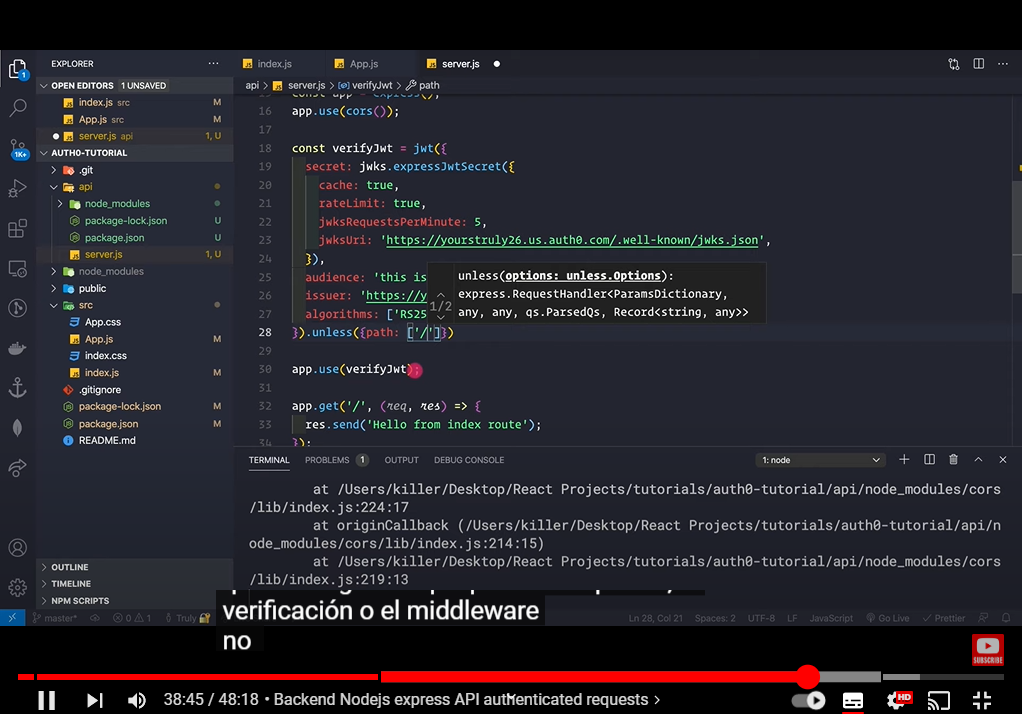 EXPLORER
OPEN EDITORS 1 UNSAVED
index.js src M
App.js src M
server.js api 1, U
AUTH0-TUTORIAL
.git
api
node_modules
package-lock.json U
package.json U
server.js 1, U
node_modules
public
src
App.css
App.js M
index.css
index.js M
.gitignore
package-lock.json M
package.json M
README.md
OUTLINE
TIMELINE
NPM SCRIPTS
1
1K+
index.js
App.js
server.js
api > server.js > verifyJwt > path
15 const app = express();
16 app.use(cors());
17
18 const verifyJwt = jwt({
19 secret: jwks.expressJwtSecret({
20 cache: true,
21 rateLimit: true,
22 jwksRequestsPerMinute: 5,
23 jwksUri: 'https://yourstruly26.us.auth0.com/.well-known/jwks.json',
24 }),
25 audience: 'this is
26 issuer: 'https://y
27 algorithms: ['RS25
28 }).unless({path: ['/']})
29
30 app.use(verifyJwt);
31
32 app.get('/', (req, res) => {
33 res.send('Hello from index route');
34 });
unless(options: unless.Options):
express.RequestHandler<ParamsDictionary,
1/2
any, any, qs.ParsedQs, Record<string, any>>
TERMINAL PROBLEMS 1 OUTPUT DEBUG CONSOLE
1: node
at /Users/killer/Desktop/React Projects/tutorials/auth0-tutorial/api/node_modules/cors
/lib/index.js:224:17
at originCallback (/Users/killer/Desktop/React Projects/tutorials/auth0-tutorial/api/n
ode_modules/cors/lib/index.js:214:15)
at /Users/killer/Desktop/React Projects/tutorials/auth0-tutorial/api/node_modules/cors
/lib/index.js:219:13
verificación o el middleware
no
master* 0 1 Truly Ln 28, Col 21 Spaces: 2 UTF-8 LF JavaScript Go Live Prettier
SUBSCRIBE
38:45 / 48:18 • Backend Nodejs express API authenticated requests >
HD